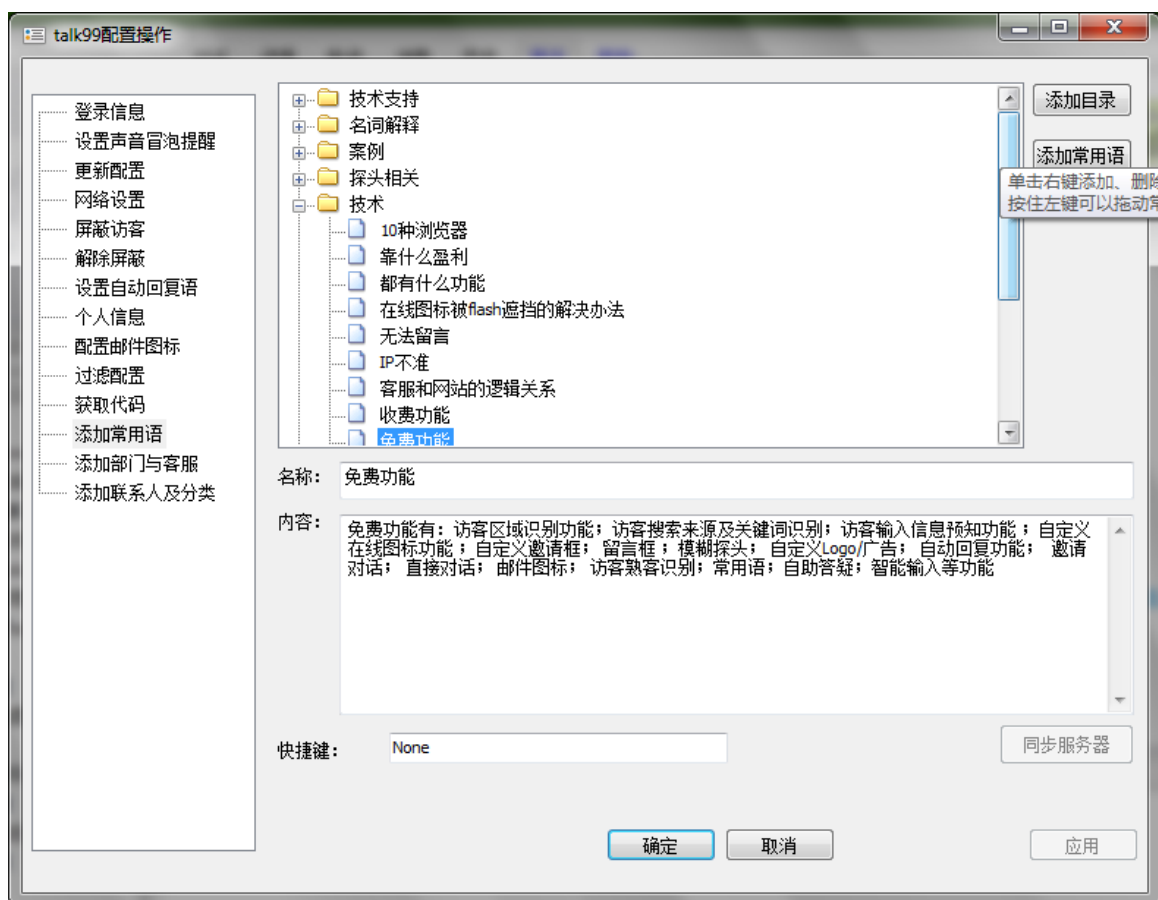 talk99配置操作
登录信息
设置声音冒泡提醒
更新配置
网络设置
屏蔽访客
解除屏蔽
设置自动回复语
个人信息
配置邮件图标
过滤配置
获取代码
添加常用语
添加部门与客服
添加联系人及分类
技术支持
名词解释
案例
探头相关
技术
10种浏览器
靠什么盈利
都有什么功能
在线图标被flash遮挡的解决办法
无法留言
IP不准
客服和网站的逻辑关系
收费功能
免费功能
添加目录
添加常用语
单击右键添加、删除
按住左键可以拖动常
名称： 免费功能
内容： 免费功能有：访客区域识别功能；访客搜索来源及关键词识别；访客输入信息预知功能 ；自定义
在线图标功能 ；自定义邀请框； 留言框 ；模糊探头； 自定义Logo/广告； 自动回复功能； 邀请
对话； 直接对话；邮件图标； 访客熟客识别；常用语；自助答疑；智能输入等功能
快捷键： None
同步服务器
确定 取消 应用